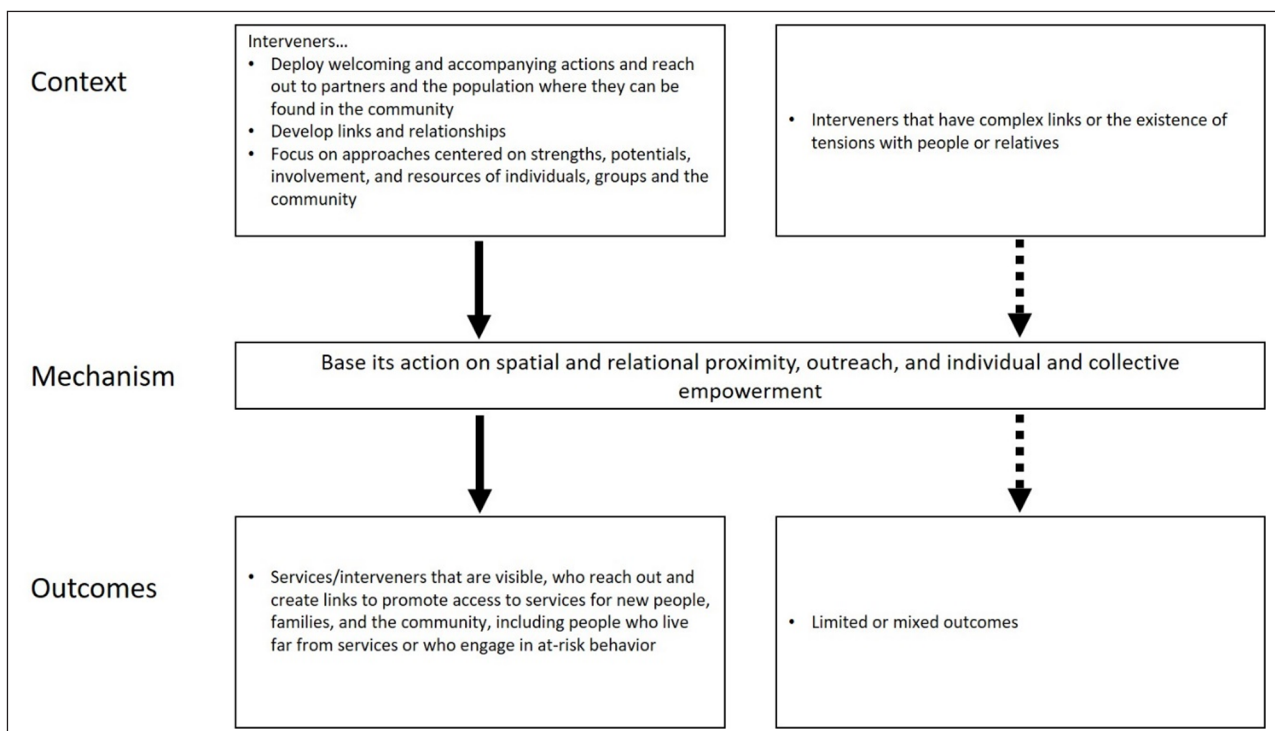 Context
Interveners...
• Deploy welcoming and accompanying actions and reach
out to partners and the population where they can be
found in the community
• Develop links and relationships
• Focus on approaches centered on strengths, potentials,
involvement, and resources of individuals, groups and the
community
• Interveners that have complex links or the existence of
tensions with people or relatives
Mechanism
Base its action on spatial and relational proximity, outreach, and individual and collective
empowerment
Outcomes
• Services/interveners that are visible, who reach out and
create links to promote access to services for new people,
families, and the community, including people who live
far from services or who engage in at-risk behavior
• Limited or mixed outcomes